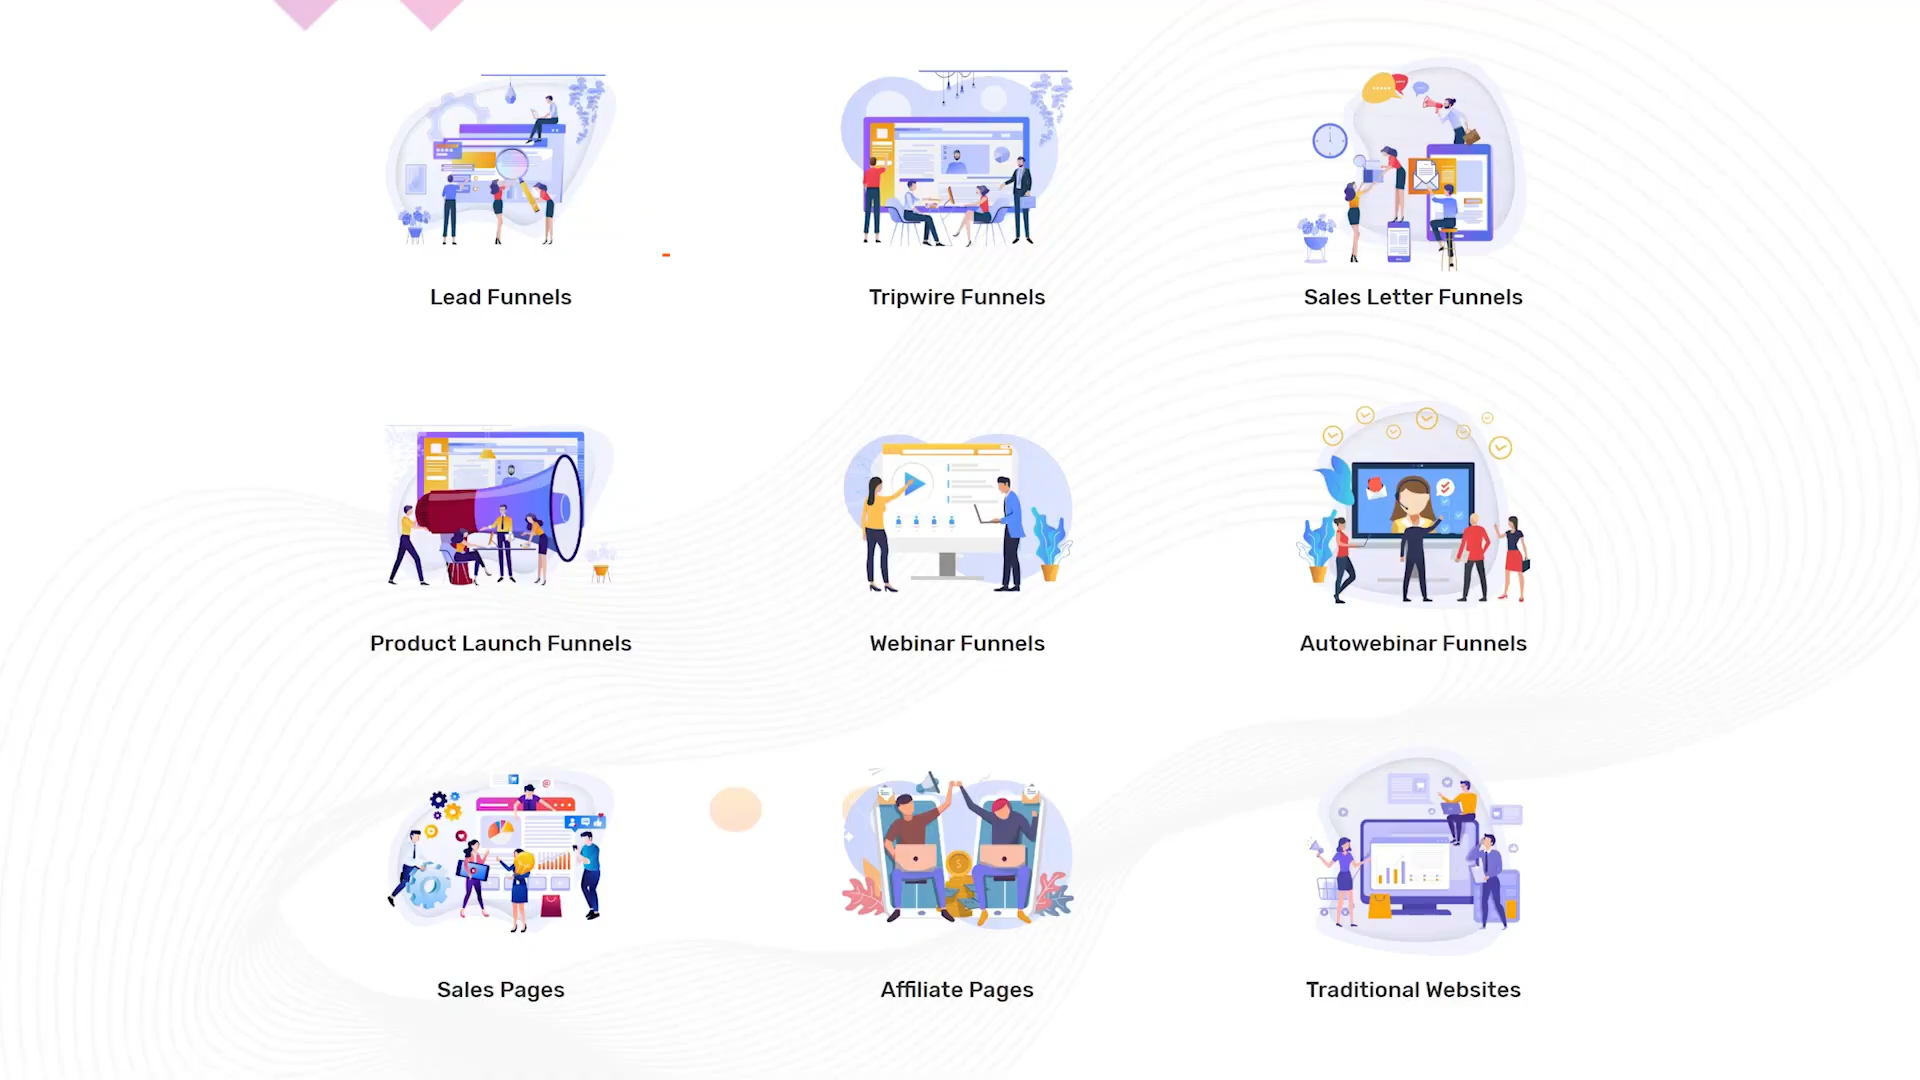 Lead Funnels
Tripwire Funnels
Sales Letter Funnels
Product Launch Funnels
Webinar Funnels
Autowebinar Funnels
Sales Pages
Affiliate Pages
Traditional Websites